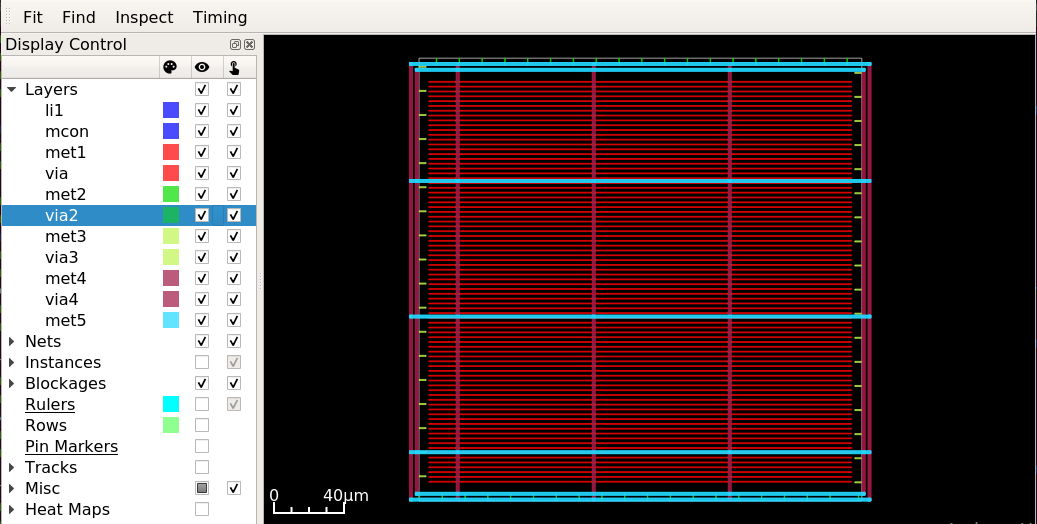 Fit Find Inspect Timing
Display Control
Layers
li1
mcon
met1
via
met2
via2
met3
via3
met4
via4
met5
Nets
Instances
Blockages
Rulers
Rows
Pin Markers
Tracks
Misc
Heat Maps
0 40μm